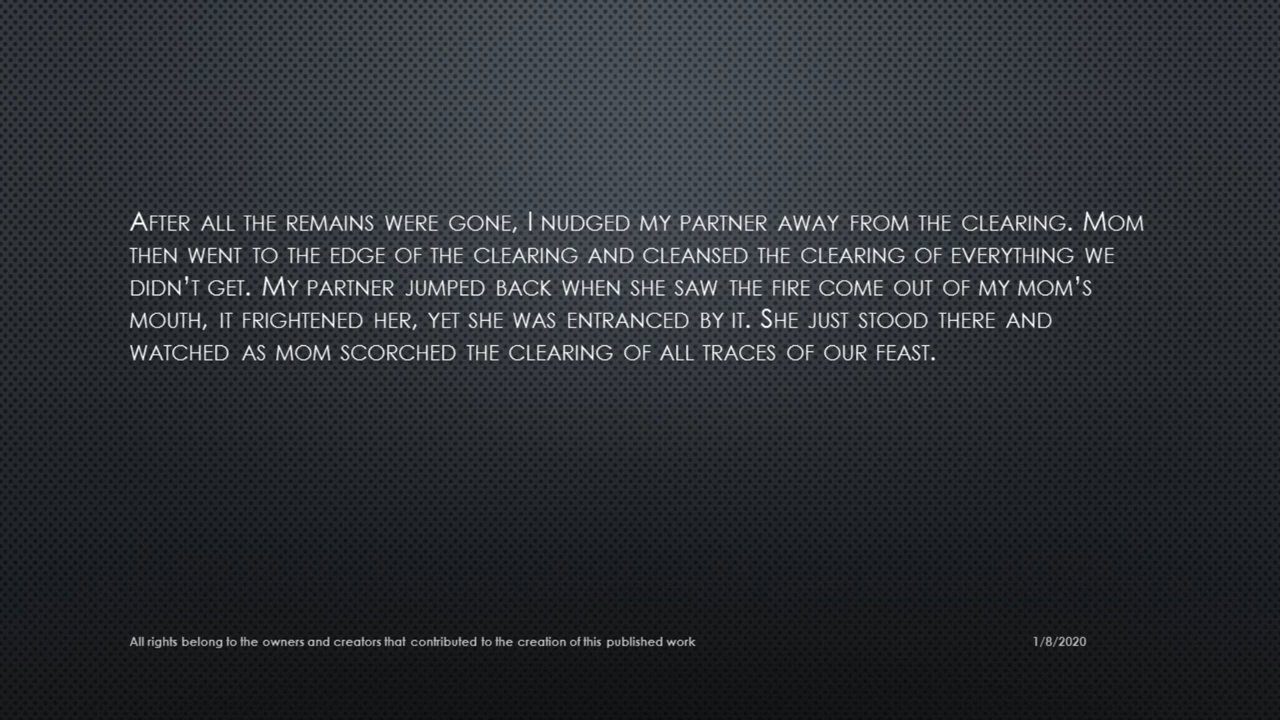 After all the remains were gone, I nudged my partner away from the clearing. Mom
then went to the edge of the clearing and cleansed the clearing of everything we
didn't get. My partner jumped back when she saw the fire come out of my mom's
mouth, it frightened her, yet she was entranced by it. She just stood there and
watched as mom scorched the clearing of all traces of our feast.
All rights belong to the owners and creators that contributed to the creation of this published work
1/8/2020